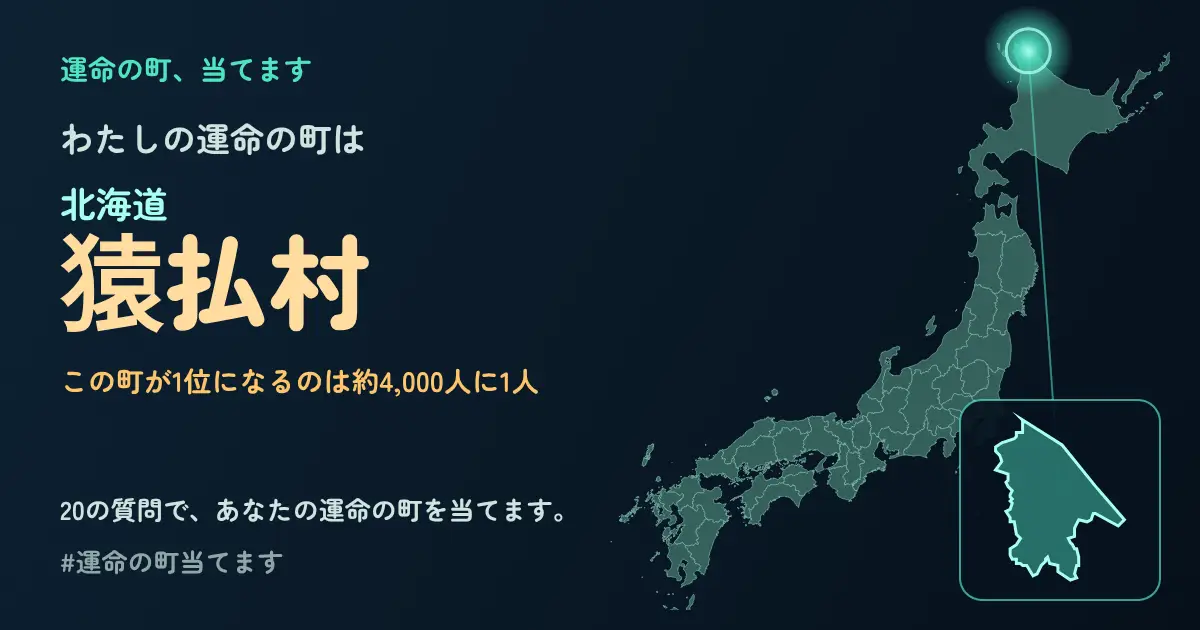 運命の町、当てます
わたしの運命の町は
北海道
猿払村
この町が1位になるのは約4,000人に1人
20の質問で、あなたの運命の町を当てます。
#運命の町当てます